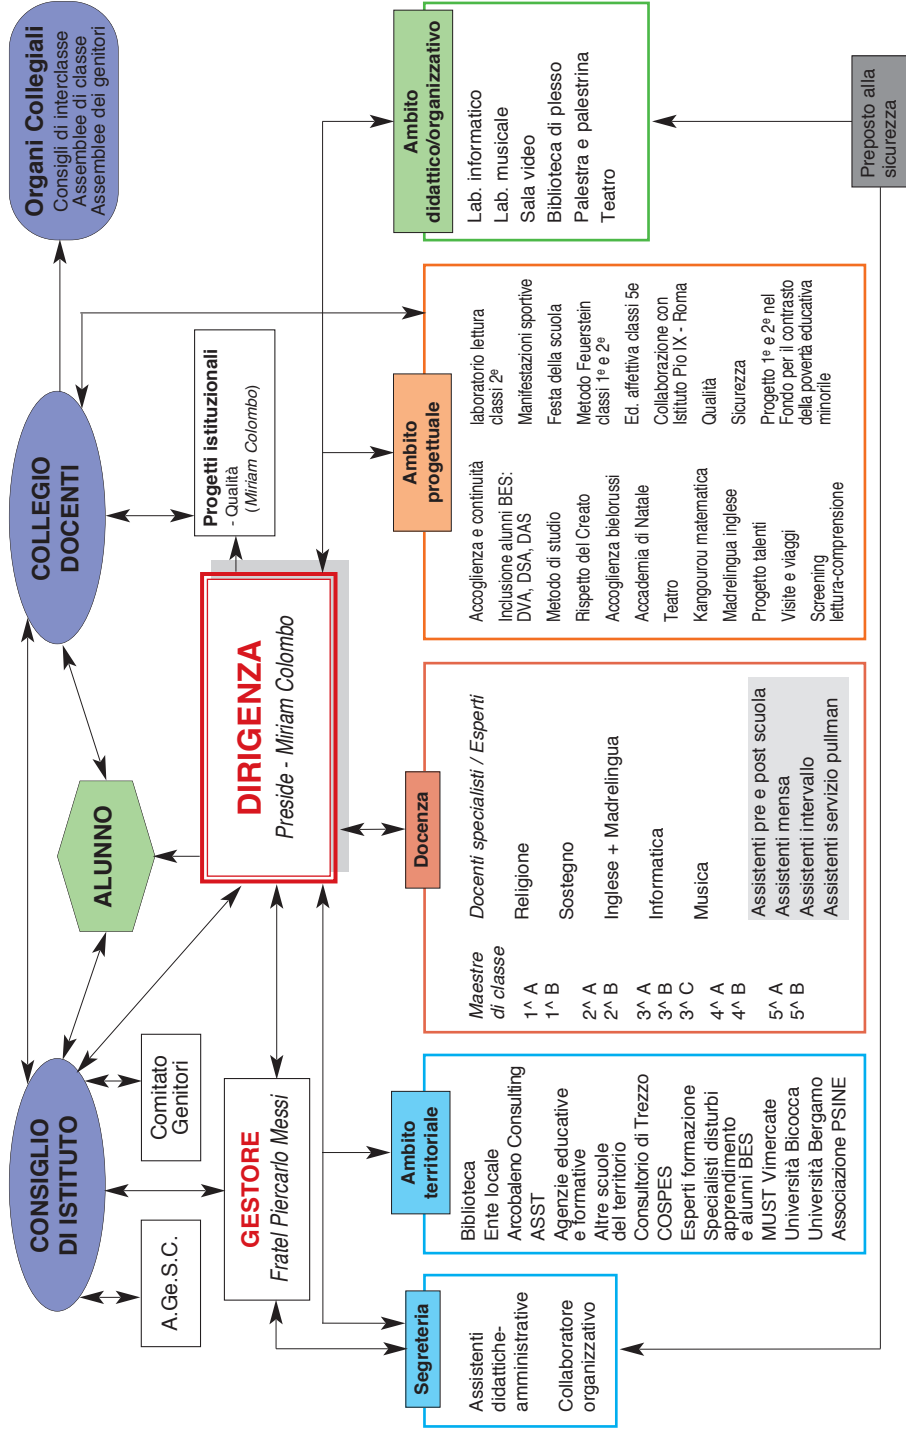 CONSIGLIO
DI ISTITUTO
ALUNNO
COLLEGIO
DOCENTI
Organi Collegiali
Consigli di interclasse
Assemblee di classe
Assemblee dei genitori
A.Ge.S.C.
Comitato
Genitori
GESTORE
Fratel Piercarlo Messi
DIRIGENZA
Preside - Miriam Colombo
Progetti istituzionali
- Qualità
(Miriam Colombo)
Segreteria
Assistenti
didattiche-
amministrative
Collaboratore
organizzativo
Ambito
territoriale
Biblioteca
Ente locale
Arcobaleno Consulting
ASST
Agenzie educative
e formative
Altre scuole
del territorio
Consultorio di Trezzo
COSPES
Esperti formazione
Specialisti disturbi
apprendimento
e alunni BES
MUST Vimercate
Università Bicocca
Università Bergamo
Associazione PSINE
Docenza
Maestre
di classe
1^ A
1^ B
2^ A
2^ B
3^ A
3^ B
3^ C
4^ A
4^ B
5^ A
5^ B
Docenti specialisti / Esperti
Religione
Sostegno
Inglese + Madrelingua
Informatica
Musica
Assistenti pre e post scuola
Assistenti mensa
Assistenti intervallo
Assistenti servizio pullman
Ambito
progettuale
Accoglienza e continuità
Inclusione alunni BES:
DVA, DSA, DAS
Metodo di studio
Rispetto del Creato
Accoglienza bielorussi
Accademia di Natale
Teatro
Kangourou matematica
Madrelingua inglese
Progetto talenti
Visite e viaggi
Screening
lettura-comprensione
laboratorio lettura
classi 2ᵉ
Manifestazioni sportive
Festa della scuola
Metodo Feuerstein
classi 1ᵉ e 2ᵉ
Ed. affettiva classi 5e
Collaborazione con
Istituto Pio IX - Roma
Qualità
Sicurezza
Progetto 1ᵉ e 2ᵉ nel
Fondo per il contrasto
della povertà educativa
minorile
Ambito
didattico/organizzativo
Lab. informatico
Lab. musicale
Sala video
Biblioteca di plesso
Palestra e palestrina
Teatro
Preposto alla
sicurezza